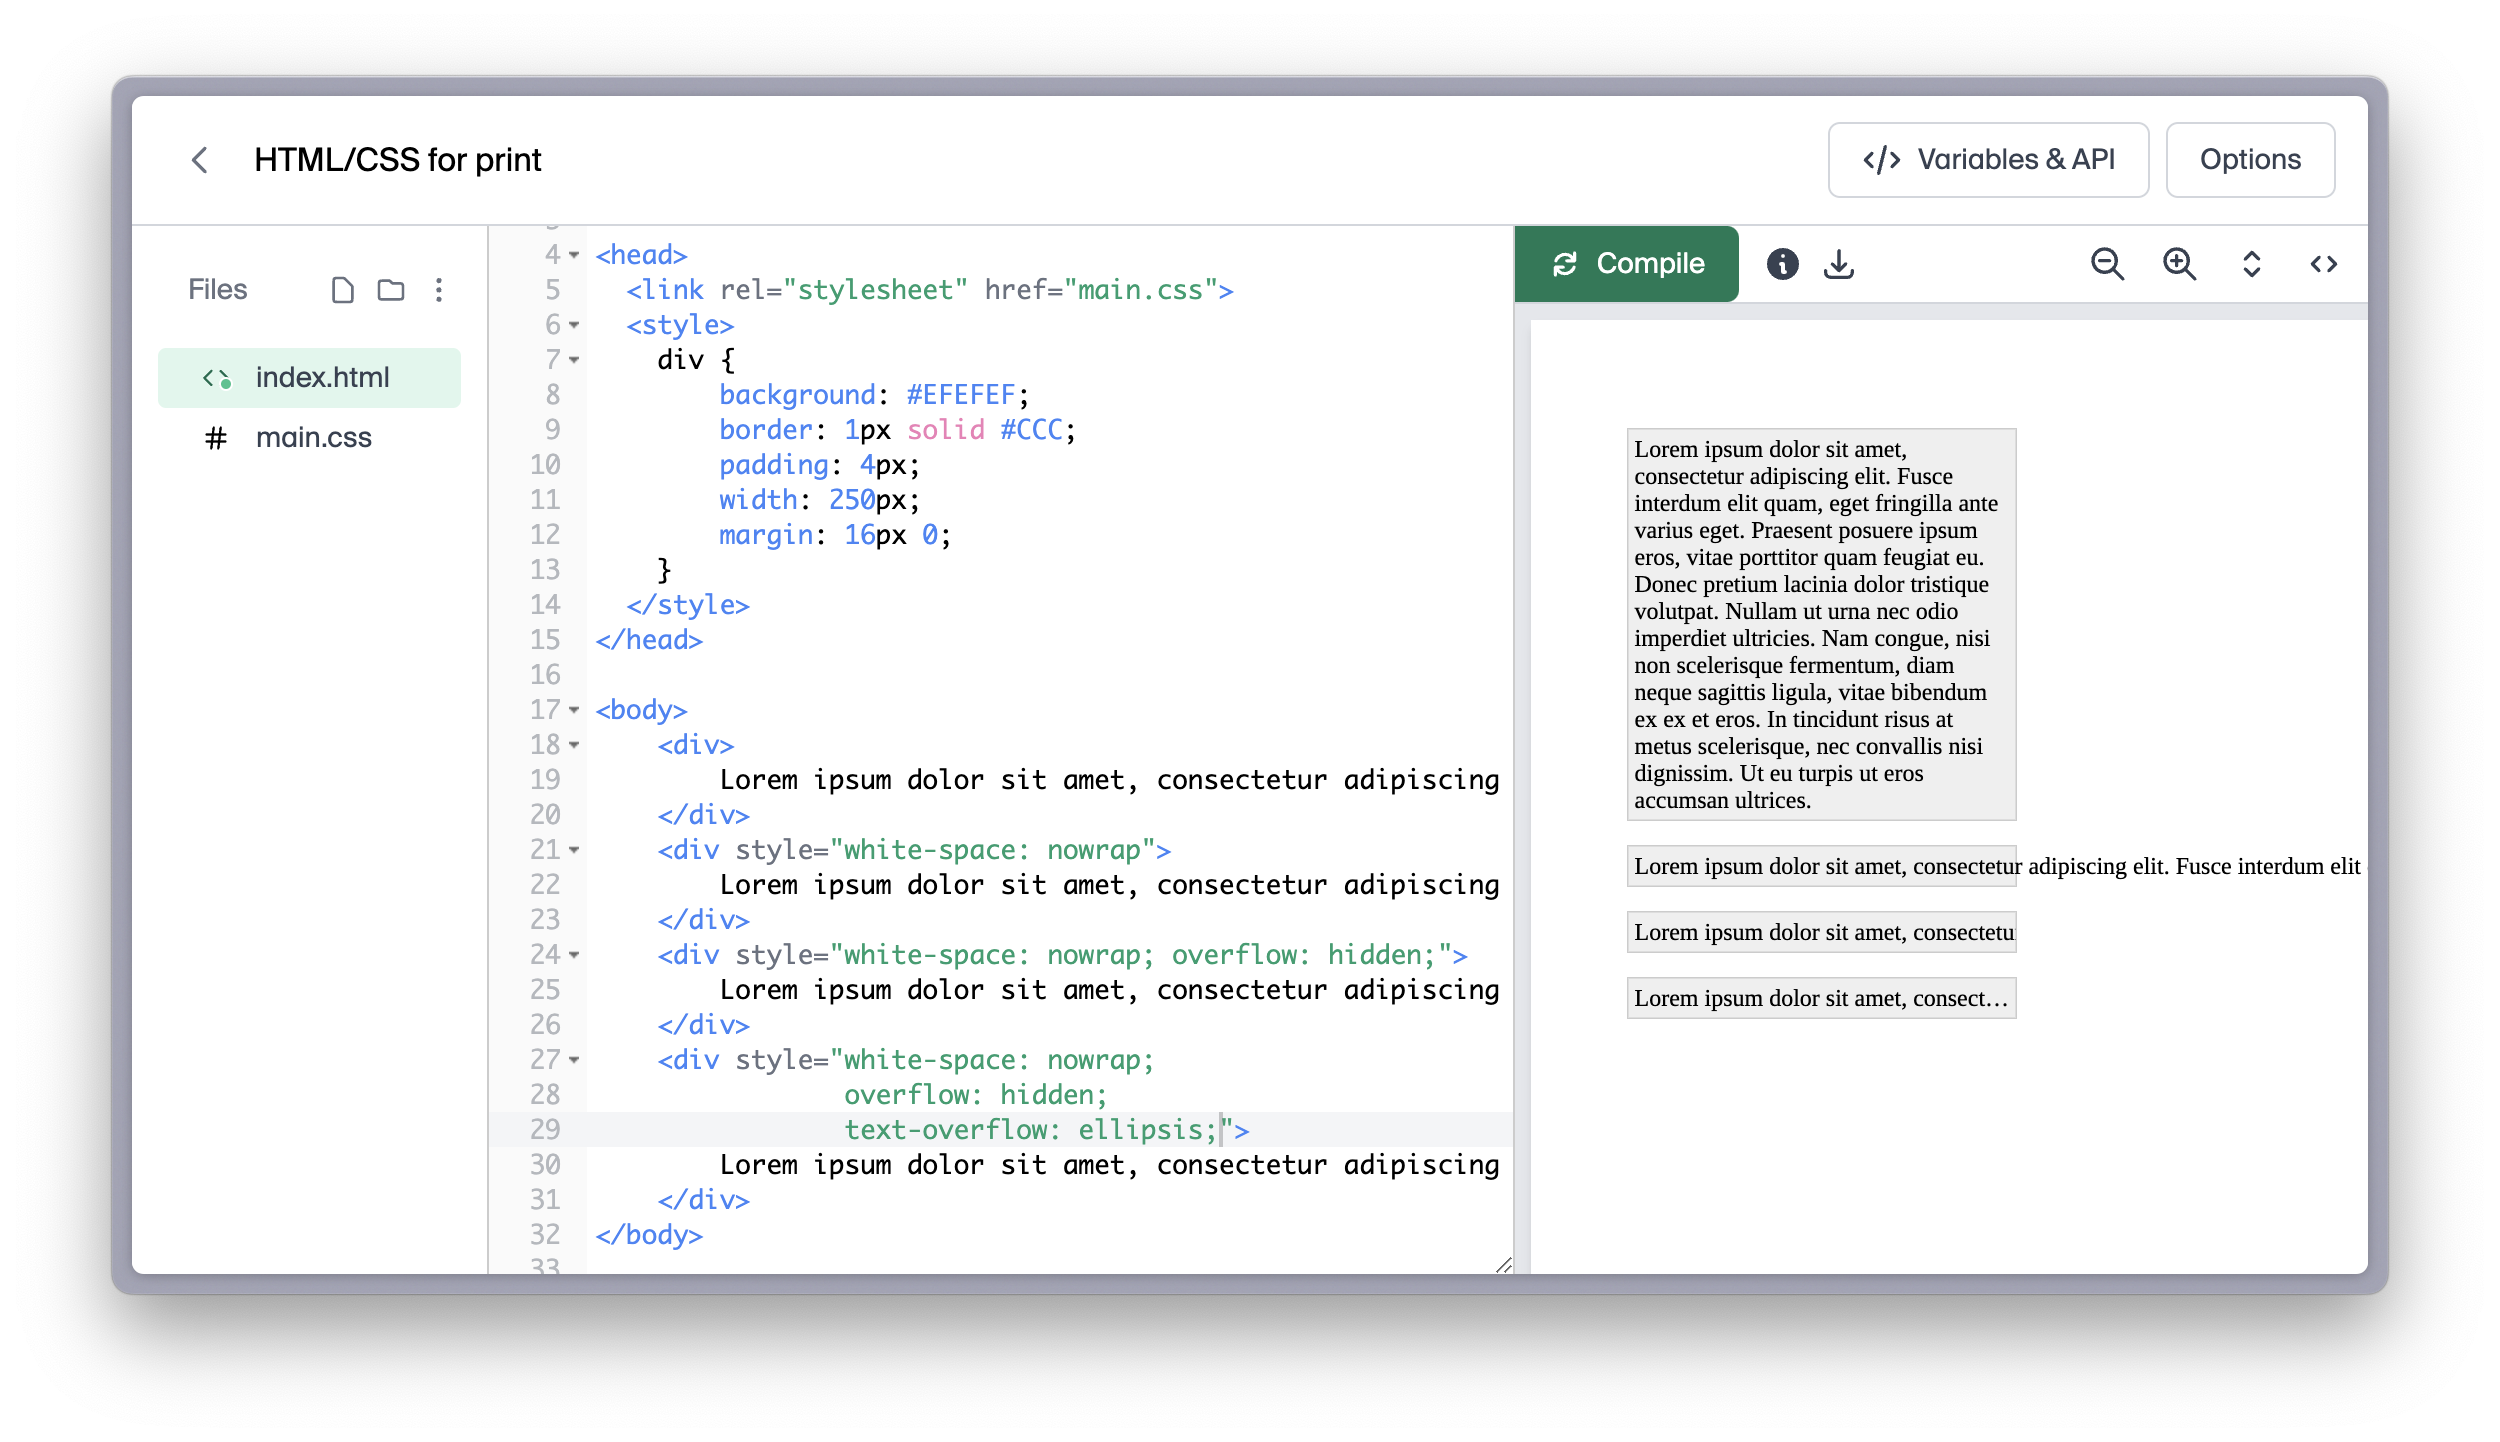 HTML/CSS for print
</> Variables & API
Options
Files
index.html
# main.css
4 <head>
5 <link rel="stylesheet" href="main.css">
6 <style>
7 div {
8 background: #EFEFEF;
9 border: 1px solid #CCC;
10 padding: 4px;
11 width: 250px;
12 margin: 16px 0;
13 }
14 </style>
15 </head>
16
17 <body>
18 <div>
19 Lorem ipsum dolor sit amet, consectetur adipiscing
20 </div>
21 <div style="white-space: nowrap">
22 Lorem ipsum dolor sit amet, consectetur adipiscing
23 </div>
24 <div style="white-space: nowrap; overflow: hidden;">
25 Lorem ipsum dolor sit amet, consectetur adipiscing
26 </div>
27 <div style="white-space: nowrap;
28 overflow: hidden;
29 text-overflow: ellipsis;">
30 Lorem ipsum dolor sit amet, consectetur adipiscing
31 </div>
32 </body>
33
Compile
Lorem ipsum dolor sit amet,
consectetur adipiscing elit. Fusce
interdum elit quam, eget fringilla ante
varius eget. Praesent posuere ipsum
eros, vitae porttitor quam feugiat eu.
Donec pretium lacinia dolor tristique
volutpat. Nullam ut urna nec odio
imperdiet ultricies. Nam congue, nisi
non scelerisque fermentum, diam
neque sagittis ligula, vitae bibendum
ex ex et eros. In tincidunt risus at
metus scelerisque, nec convallis nisi
dignissim. Ut eu turpis ut eros
accumsan ultrices.
Lorem ipsum dolor sit amet, consectetur adipiscing elit. Fusce interdum elit
Lorem ipsum dolor sit amet, consectetu
Lorem ipsum dolor sit amet, consect…